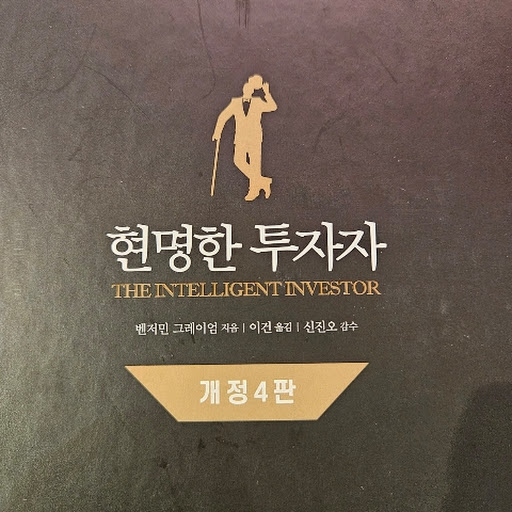 현명한 투자자
THE INTELLIGENT INVESTOR
벤저민 그레이엄 지음 | 이건 옮김 | 신진오 감수
개정4판